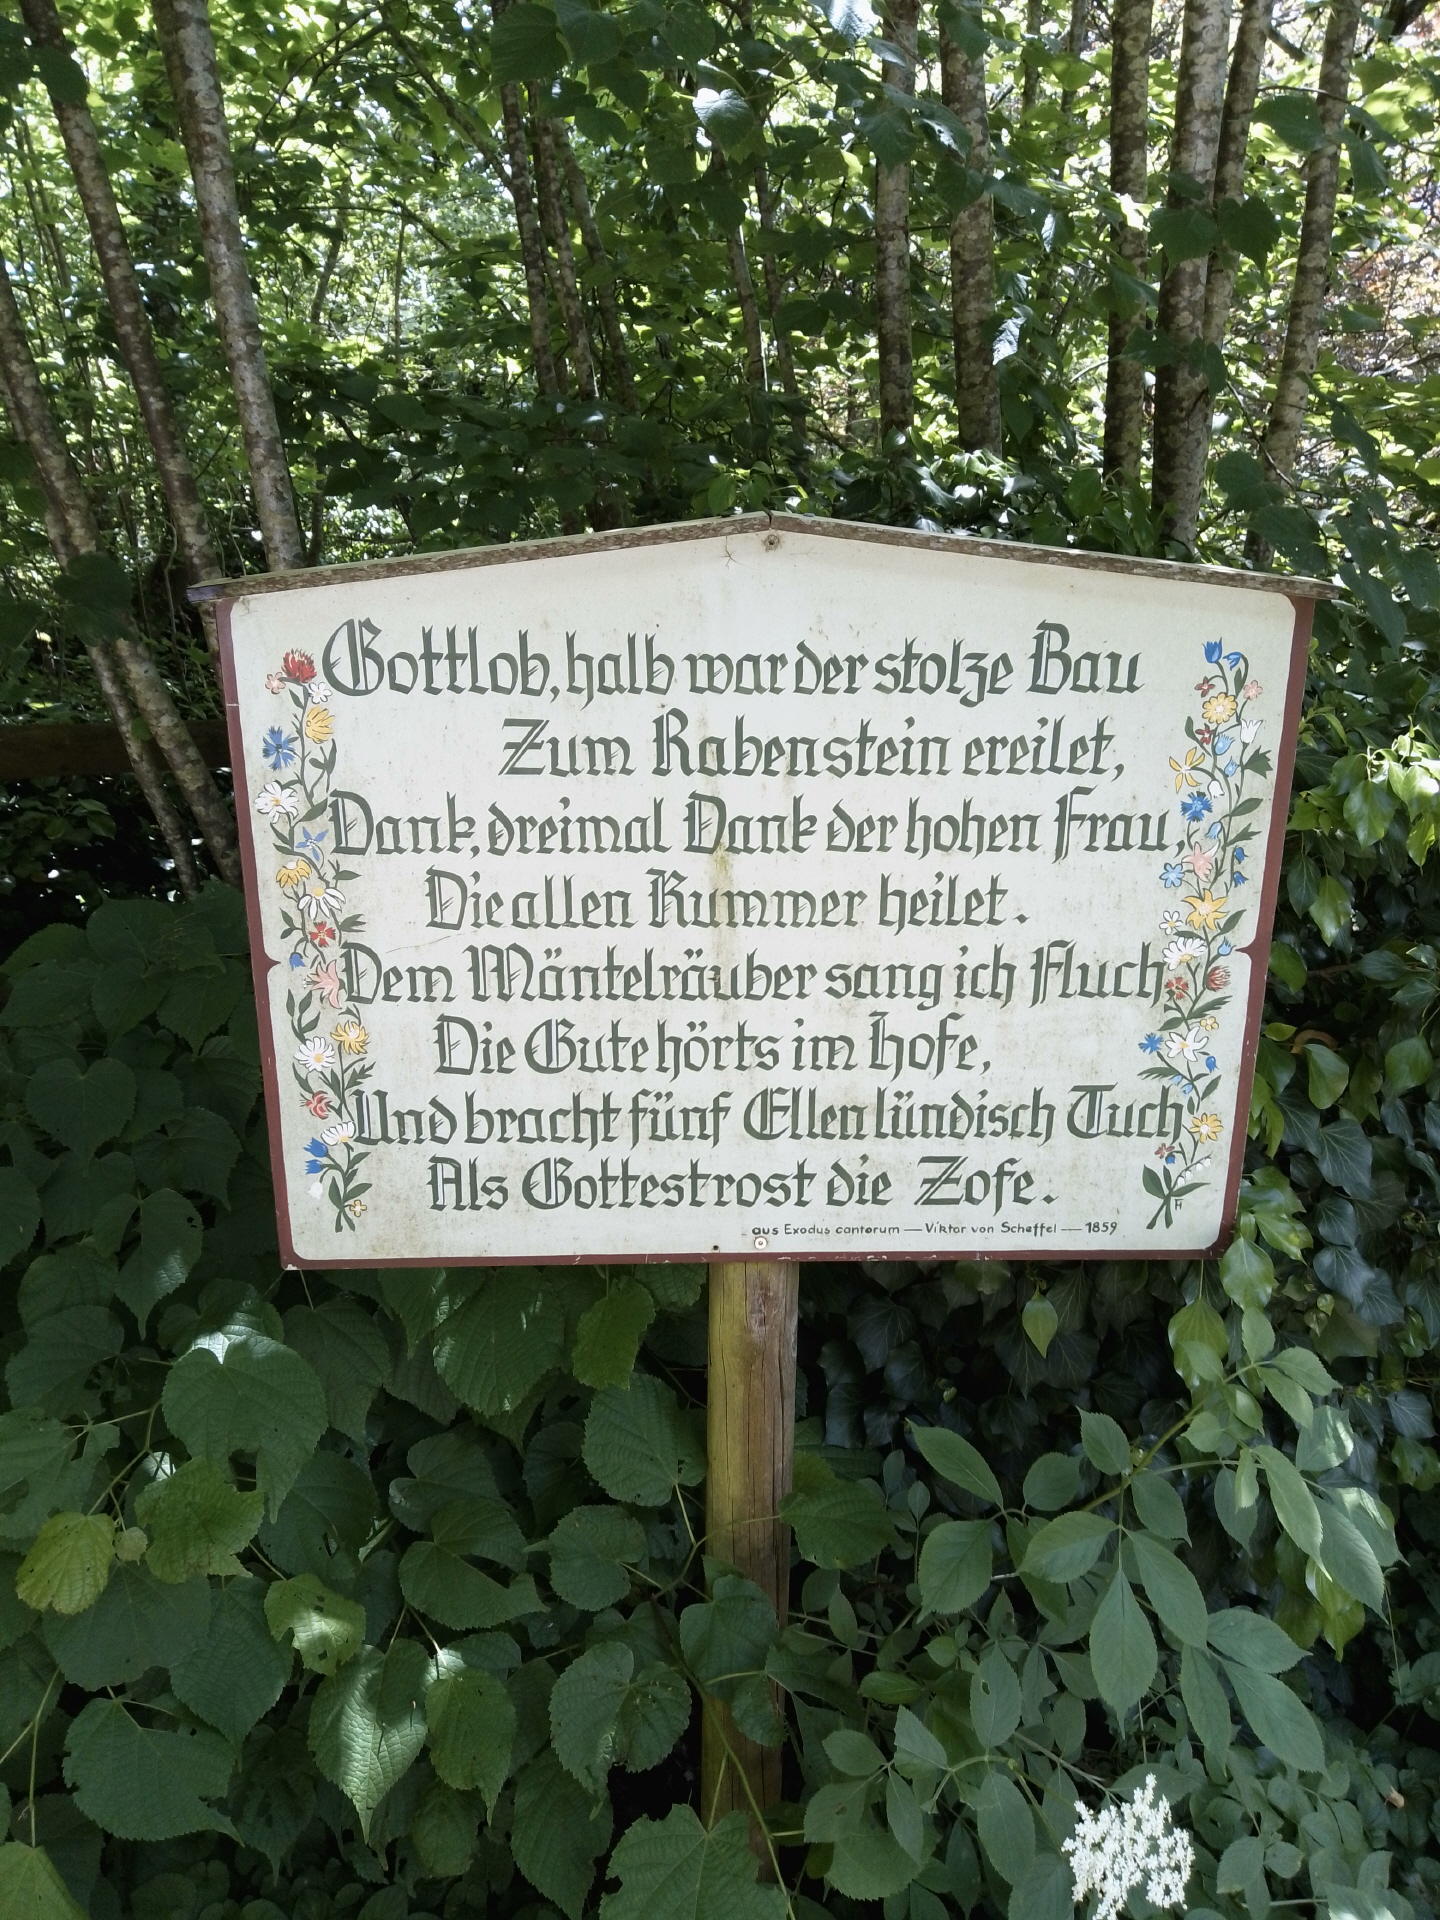 Gottlob, halb war der stolze Bau
Zum Rabenstein ereilet,
Dank, dreimal Dank der hohen Frau,
Die allen Kummer heilet.
Dem Mäntelräuber sang ich Fluch,
Die Gute hörts im Hofe,
Und bracht fünf Ellen lündisch Tuch
Als Gottestrost die Zofe.
aus Exodus cantorum — Viktor von Scheffel — 1859